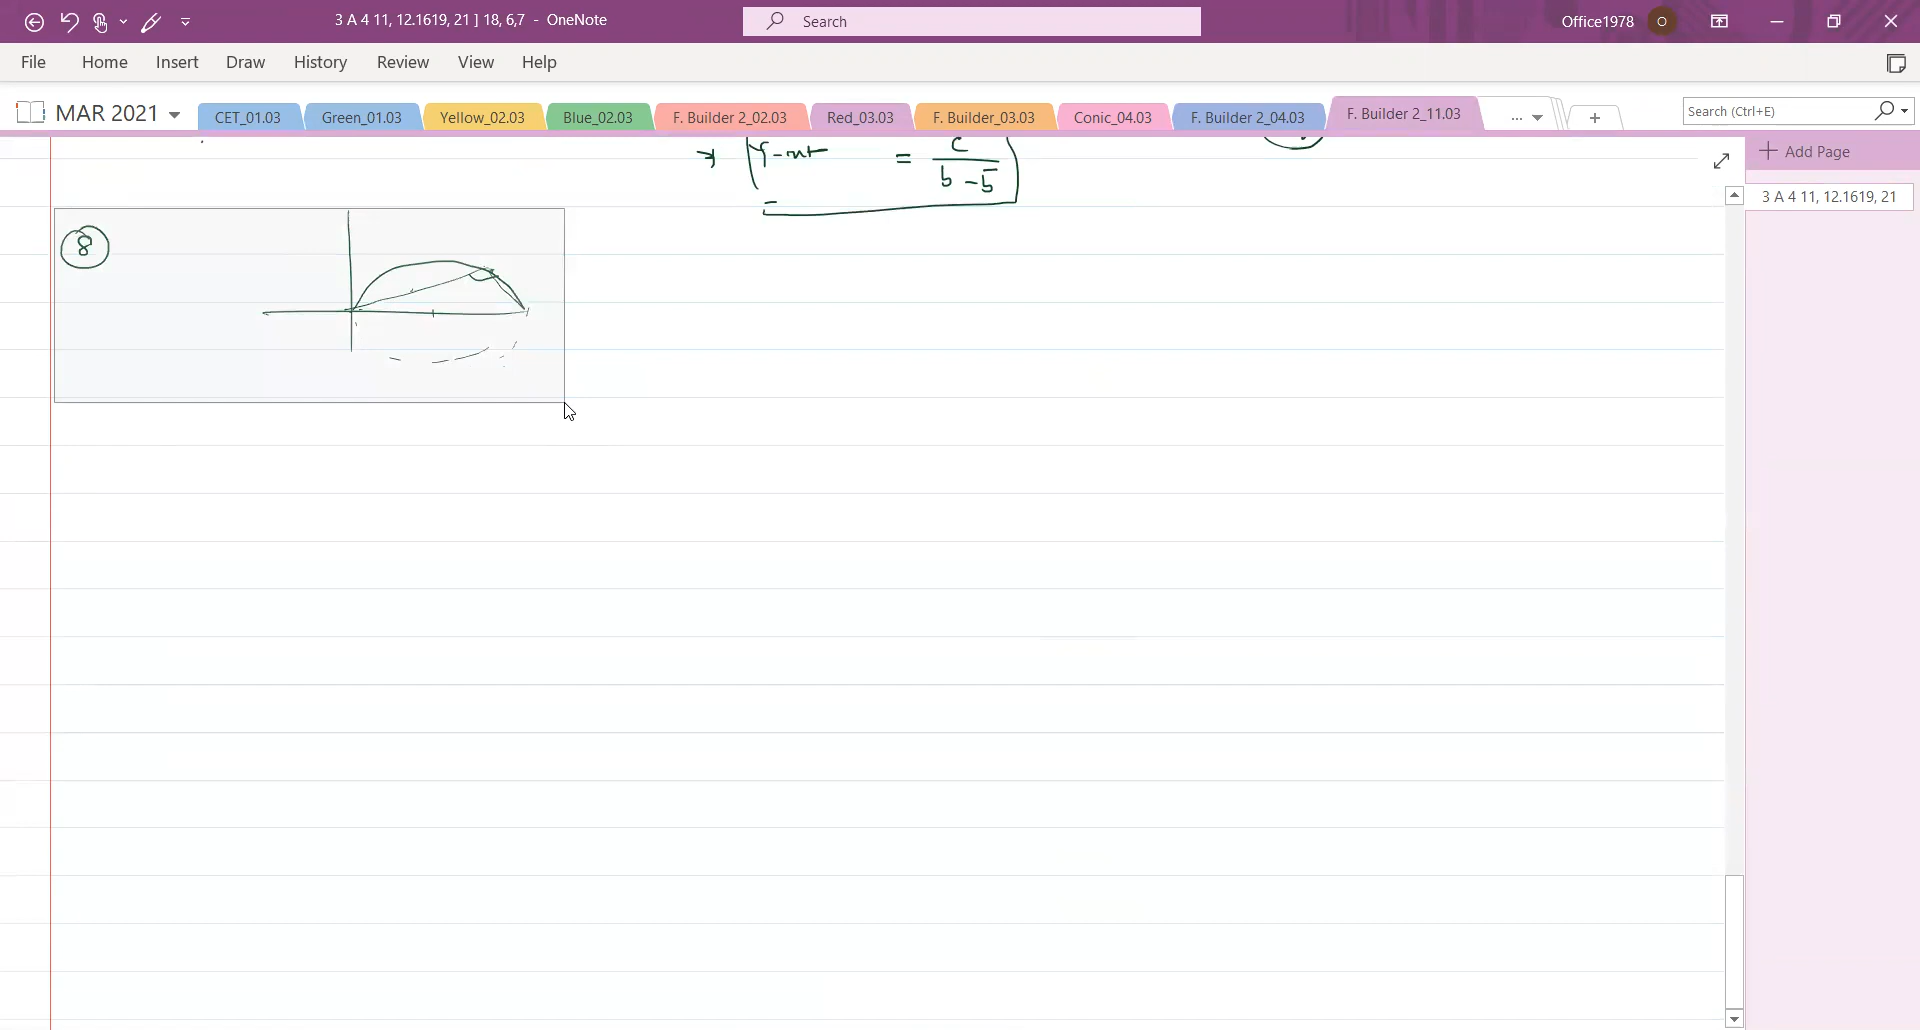 3 A 4 11, 12.1619, 21 ] 18, 6,7 - OneNote
Search
Office1978
O
File Home Insert Draw History Review View Help
MAR 2021
CET_01.03
Green_01.03
Yellow_02.03
Blue_02.03
F. Builder 2_02.03
Red_03.03
F. Builder_03.03
Conic_04.03
F. Builder 2_04.03
F. Builder 2_11.03
...
+
Search (Ctrl+E)
Add Page
3 A 4 11, 12.1619, 21
→ Y-int = c
b - b̅
8